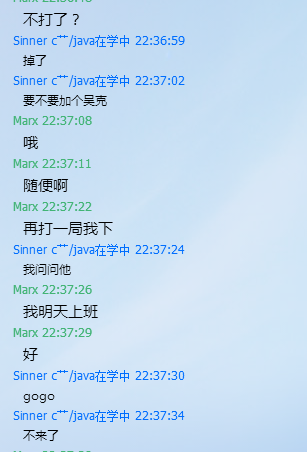 不打了？
Sinner c艹/java在学中 22:36:59
掉了
Sinner c艹/java在学中 22:37:02
要不要加个吴克
Marx 22:37:08
哦
Marx 22:37:11
随便啊
Marx 22:37:22
再打一局我下
Sinner c艹/java在学中 22:37:24
我问问他
Marx 22:37:26
我明天上班
Marx 22:37:29
好
Sinner c艹/java在学中 22:37:30
gogo
Sinner c艹/java在学中 22:37:34
不来了